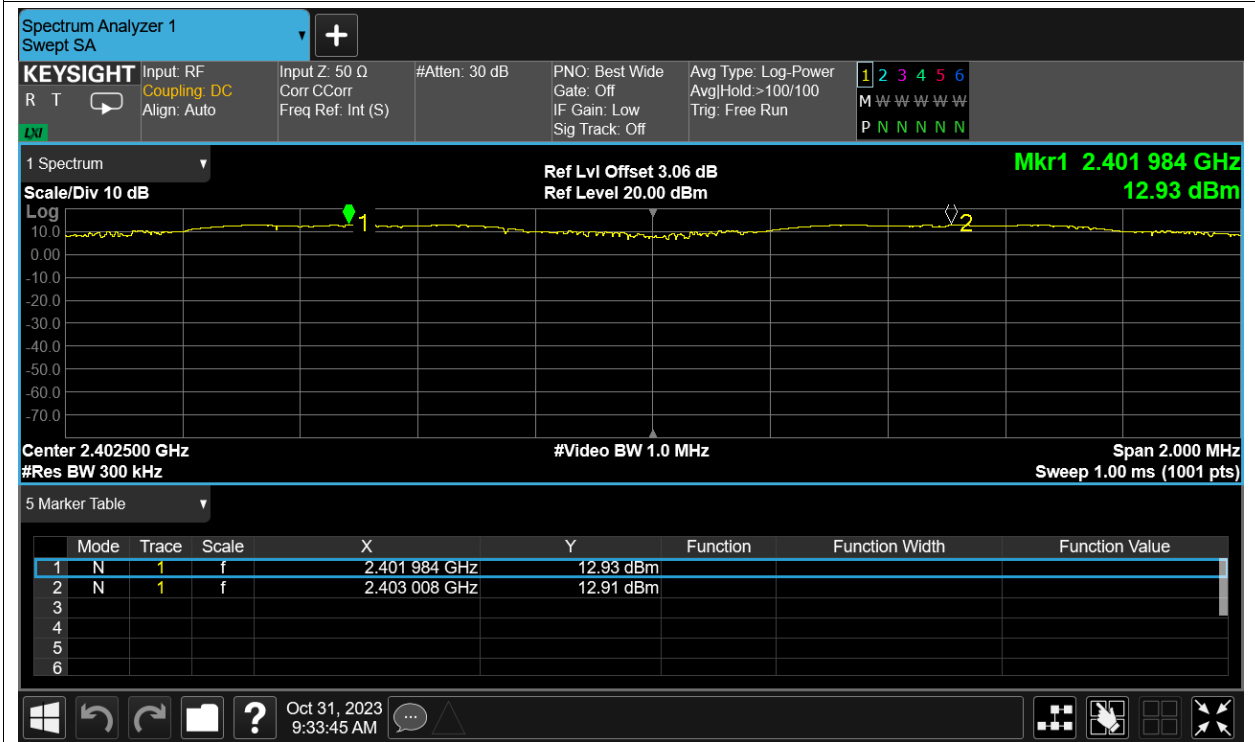 Spectrum Analyzer 1
Swept SA
+
KEYSIGHT Input: RF Input Z: 50 Ω #Atten: 30 dB PNO: Best Wide Avg Type: Log-Power 1 2 3 4 5 6
R T Coupling: DC Corr CCorr Gate: Off Avg|Hold:>100/100 M W W W W W
Align: Auto Freq Ref: Int (S) IF Gain: Low Trig: Free Run P N N N N N
LXI Sig Track: Off
1 Spectrum Ref Lvl Offset 3.06 dB Mkr1 2.401 984 GHz
Scale/Div 10 dB Ref Level 20.00 dBm 12.93 dBm
Log
1 2
10.0
0.00
-10.0
-20.0
-30.0
-40.0
-50.0
-60.0
-70.0
Center 2.402500 GHz #Video BW 1.0 MHz Span 2.000 MHz
#Res BW 300 kHz Sweep 1.00 ms (1001 pts)
5 Marker Table
Mode Trace Scale X Y Function Function Width Function Value
1 N 1 f 2.401 984 GHz 12.93 dBm
2 N 1 f 2.403 008 GHz 12.91 dBm
3
4
5
6
? Oct 31, 2023
9:33:45 AM